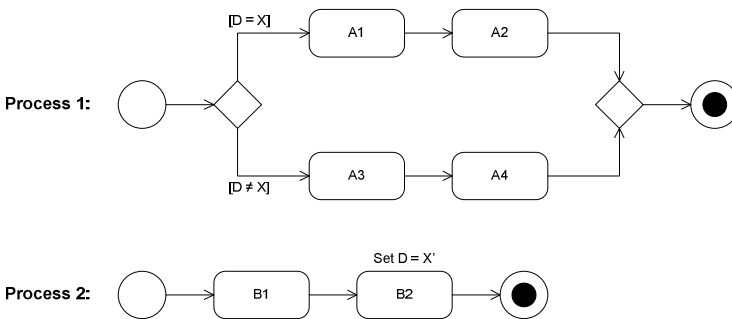 [D = X]
A1
A2
Process 1:
[D ≠ X]
A3
A4
Set D = X'
Process 2:
B1
B2